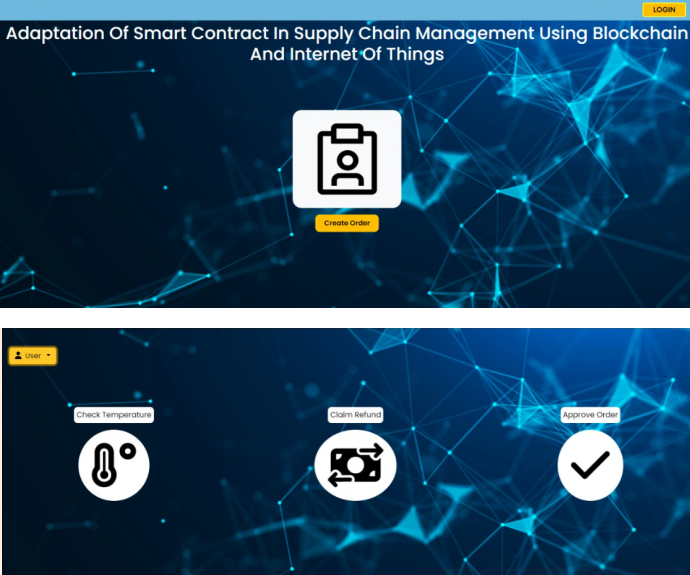 LOGIN
Adaptation Of Smart Contract In Supply Chain Management Using Blockchain
And Internet Of Things
Create Order
User
Check Temperature
Claim Refund
Approve Order